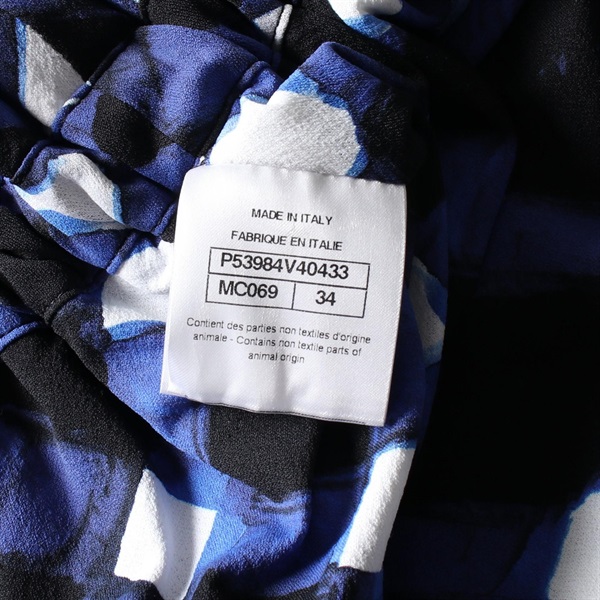 MADE IN ITALY
FABRIQUE EN ITALIE
P53984V40433
MC069 34
Contient des parties non textiles d'origine
animale - Contains non textile parts of
animal origin